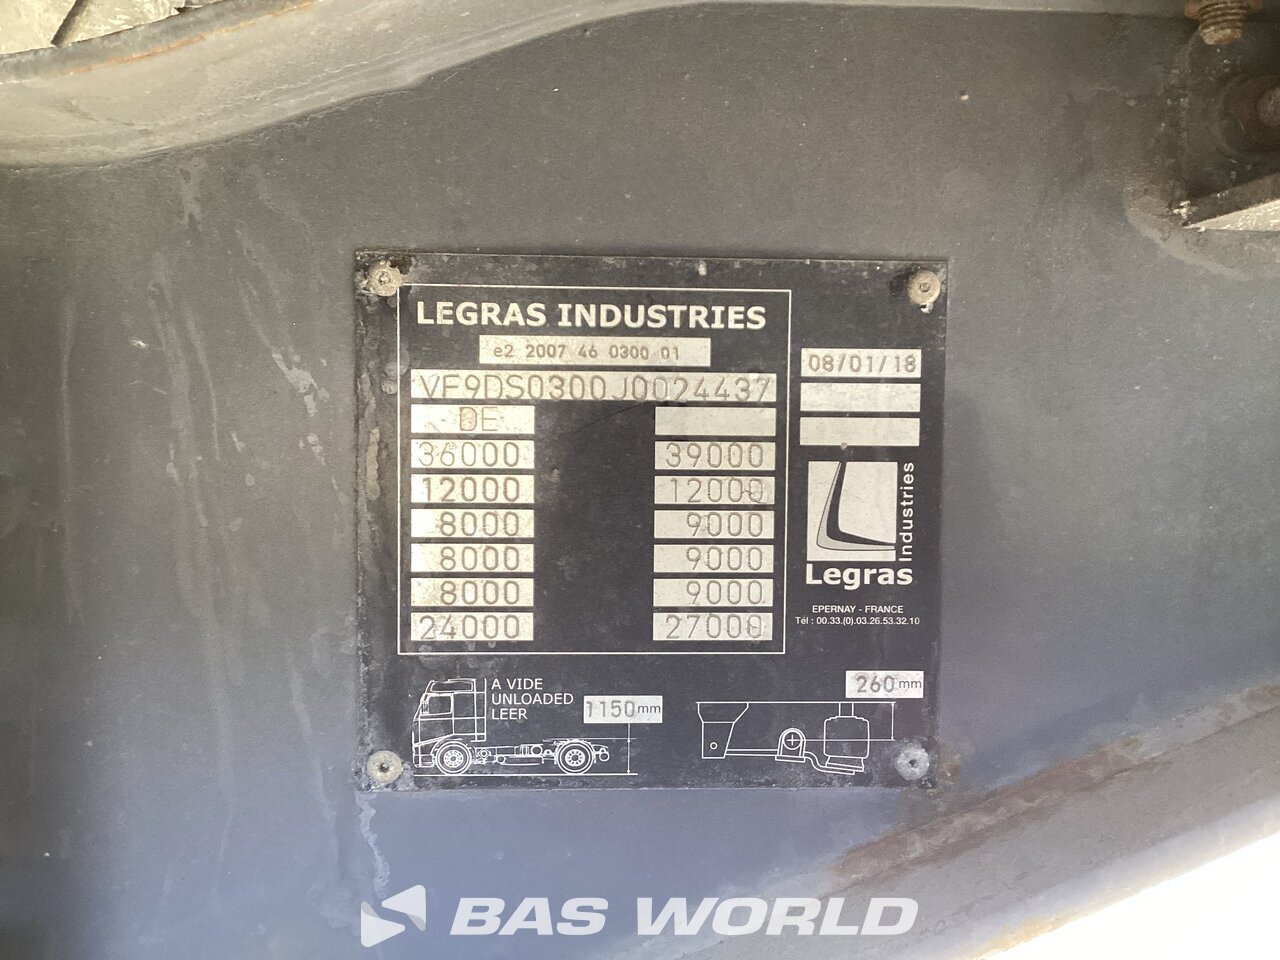 LEGRAS INDUSTRIES
e2 2007 46 0300 01
VF9DS0300J0024437
DE
36000 39000
12000 12000
8000 9000
8000 9000
8000 9000
24000 27000
08/01/18
Industries
Legras
EPERNAY - FRANCE
Tél : 00.33.(0).03.26.53.32.10
A VIDE
UNLOADED
LEER
1150 mm
260 mm
BAS WORLD